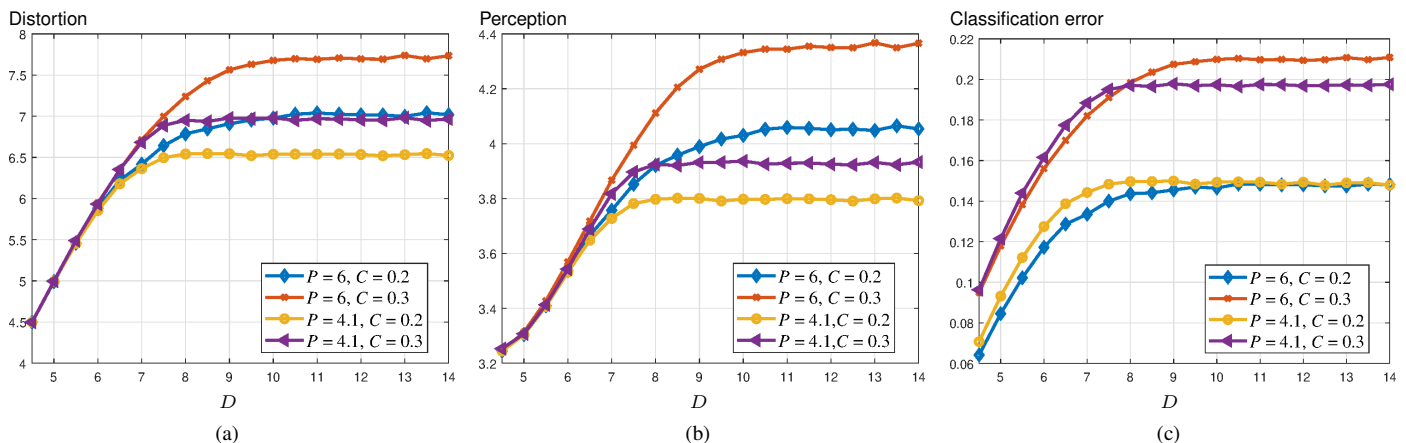 Distortion
8
7.5
7
6.5
6
5.5
5
4.5
4
5 6 7 8 9 10 11 12 13 14
P = 6, C = 0.2
P = 6, C = 0.3
P = 4.1, C = 0.2
P = 4.1, C = 0.3
D
(a)
Perception
4.4
4.2
4
3.8
3.6
3.4
3.2
5 6 7 8 9 10 11 12 13 14
P = 6, C = 0.2
P = 6, C = 0.3
P = 4.1,C = 0.2
P = 4.1,C = 0.3
D
(b)
Classification error
0.22
0.2
0.18
0.16
0.14
0.12
0.1
0.08
0.06
5 6 7 8 9 10 11 12 13 14
P = 6, C = 0.2
P = 6, C = 0.3
P = 4.1, C = 0.2
P = 4.1, C = 0.3
D
(c)